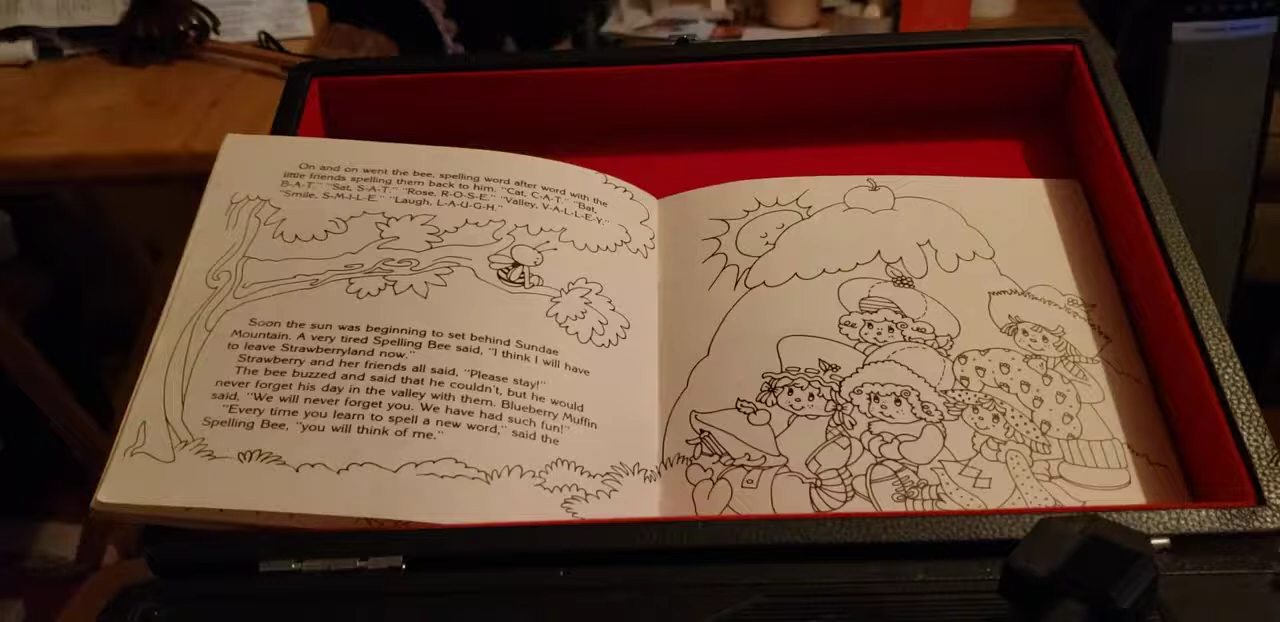 On and on went the bee, spelling word after word with the
little friends spelling them back to him. "Cat, C-A-T." "Bat,
B-A-T." "Sat, S-A-T." "Rose, R-O-S-E." "Valley, V-A-L-L-E-Y."
"Smile, S-M-I-L-E." "Laugh, L-A-U-G-H."
Soon the sun was beginning to set behind Sundae
Mountain. A very tired Spelling Bee said, "I think I will have
to leave Strawberryland now."
Strawberry and her friends all said, "Please stay!"
The bee buzzed and said that he couldn't, but he would
never forget his day in the valley with them. Blueberry Muffin
said, "We will never forget you. We have had such fun!"
"Every time you learn to spell a new word," said the
Spelling Bee, "you will think of me."